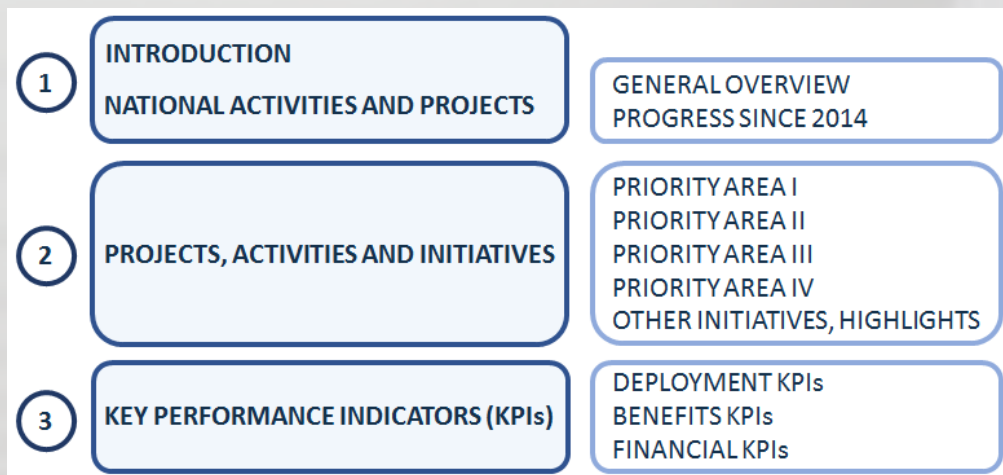 1
INTRODUCTION
NATIONAL ACTIVITIES AND PROJECTS
GENERAL OVERVIEW
PROGRESS SINCE 2014
2
PROJECTS, ACTIVITIES AND INITIATIVES
PRIORITY AREA I
PRIORITY AREA II
PRIORITY AREA III
PRIORITY AREA IV
OTHER INITIATIVES, HIGHLIGHTS
3
KEY PERFORMANCE INDICATORS (KPIs)
DEPLOYMENT KPIs
BENEFITS KPIs
FINANCIAL KPIs